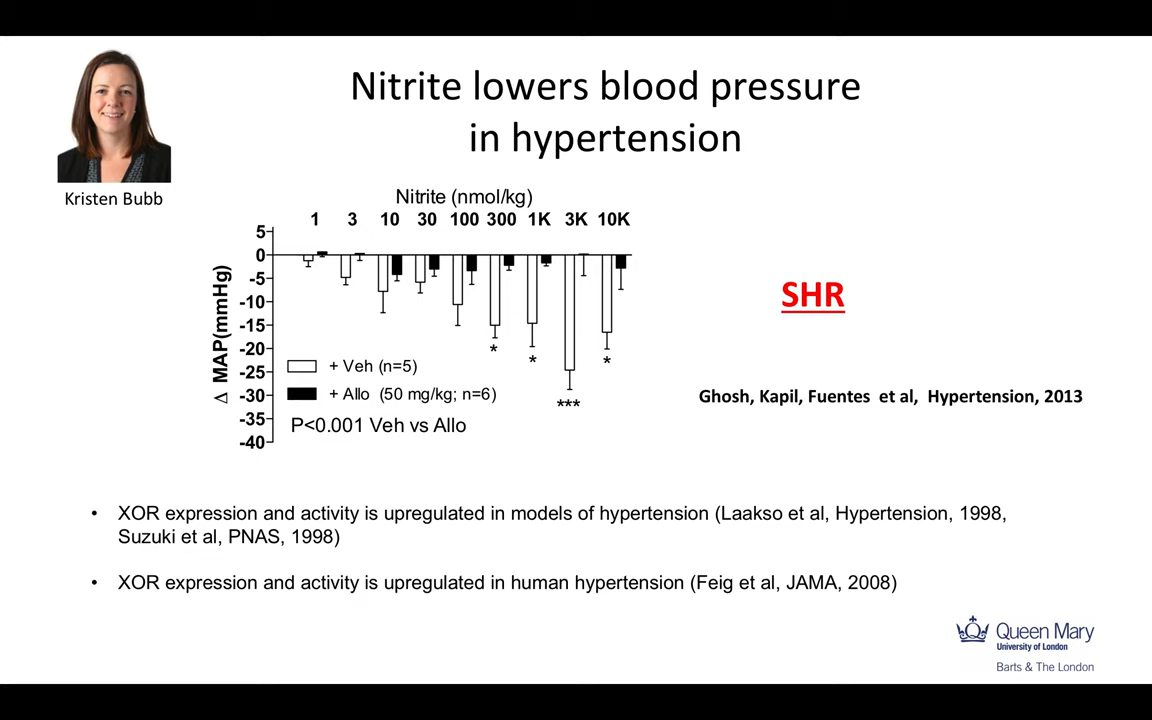 Nitrite lowers blood pressure
in hypertension
Kristen Bubb
Nitrite (nmol/kg)
1 3 10 30 100 300 1K 3K 10K
5
0
-5
-10
-15
-20
-25
-30
-35
-40
Δ MAP(mmHg)
* * *** *
+ Veh (n=5)
+ Allo (50 mg/kg; n=6)
P<0.001 Veh vs Allo
SHR
Ghosh, Kapil, Fuentes et al, Hypertension, 2013
• XOR expression and activity is upregulated in models of hypertension (Laakso et al, Hypertension, 1998,
Suzuki et al, PNAS, 1998)
• XOR expression and activity is upregulated in human hypertension (Feig et al, JAMA, 2008)
Queen Mary
University of London
Barts & The London